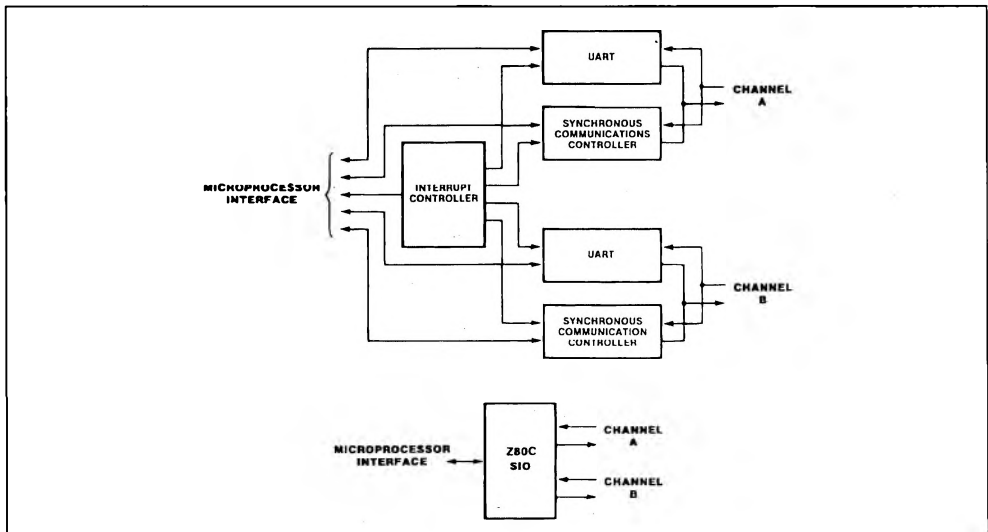 UART
CHANNEL
A
SYNCHRONOUS
COMMUNICATIONS
CONTROLLER
MICROPROCESSOR
INTERFACE
INTERRUPT
CONTROLLER
UART
CHANNEL
B
SYNCHRONOUS
COMMUNICATION
CONTROLLER
MICROPROCESSOR
INTERFACE
Z80C
SIO
CHANNEL
A
CHANNEL
B